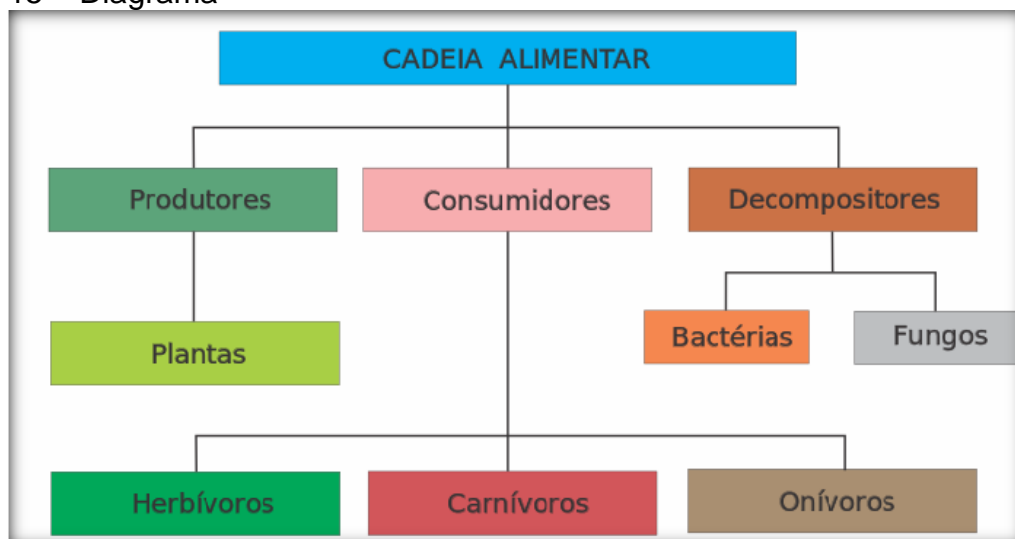 Diagrama
CADEIA ALIMENTAR
Produtores
Consumidores
Decompositores
Plantas
Bactérias
Fungos
Herbívoros
Carnívoros
Onívoros